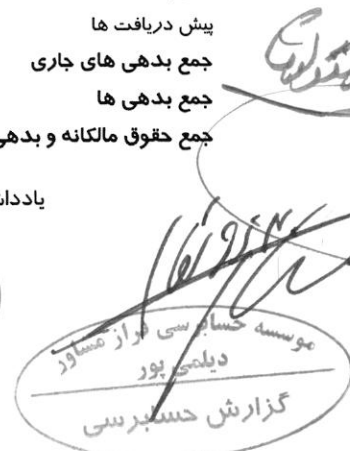 پیش دریافت ها
جمع بدهی های جاری
جمع بدهی ها
جمع حقوق مالکانه و بدهی
یادداش
موسسه حسابرسی فراز مشاور
دیلمی پور
گزارش حسابرسی